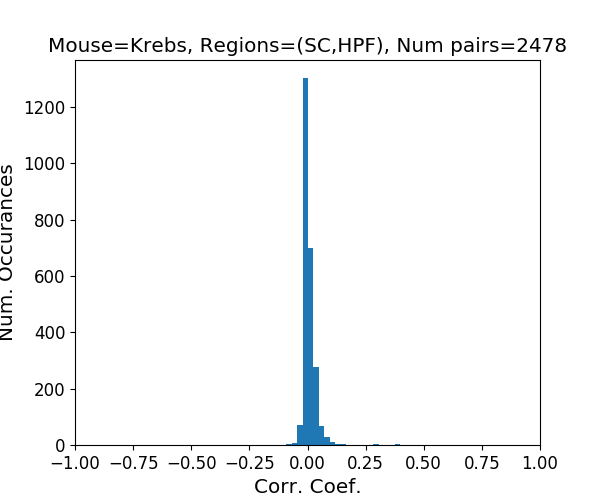 Mouse=Krebs, Regions=(SC,HPF), Num pairs=2478
Num. Occurances
1200
1000
800
600
400
200
0
−1.00 −0.75 −0.50 −0.25 0.00 0.25 0.50 0.75 1.00
Corr. Coef.